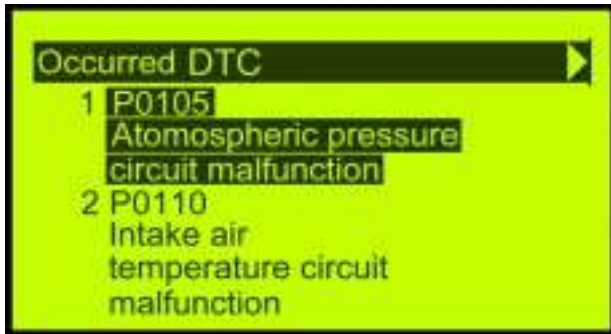 Occurred DTC
1 P0105
Atomospheric pressure
circuit malfunction
2 P0110
Intake air
temperature circuit
malfunction